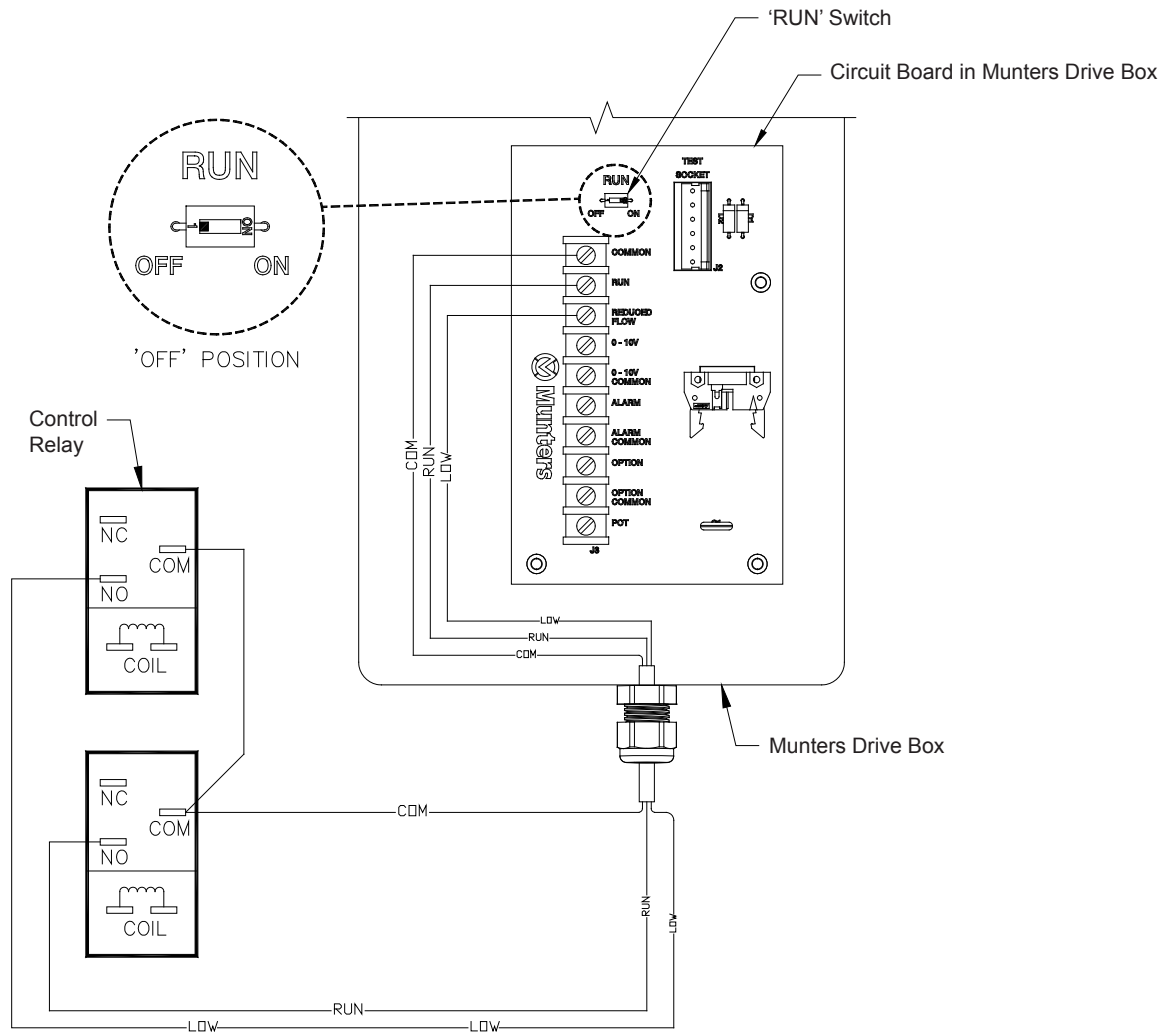 'RUN' Switch
Circuit Board in Munters Drive Box
RUN
OFF
ON
1
NO
'OFF' POSITION
TEST
SOCKET
J2
RUN
OFF
ON
COMMON
RUN
REDUCED
FLOW
0 - 10V
0 - 10V
COMMON
ALARM
ALARM
COMMON
OPTION
OPTION
COMMON
POT
J3
Munters
COM
RUN
LOW
Control
Relay
NC
COM
NO
COIL
LOW
RUN
COM
Munters Drive Box
NC
COM
NO
COIL
COM
RUN
LOW
RUN
LOW
LOW